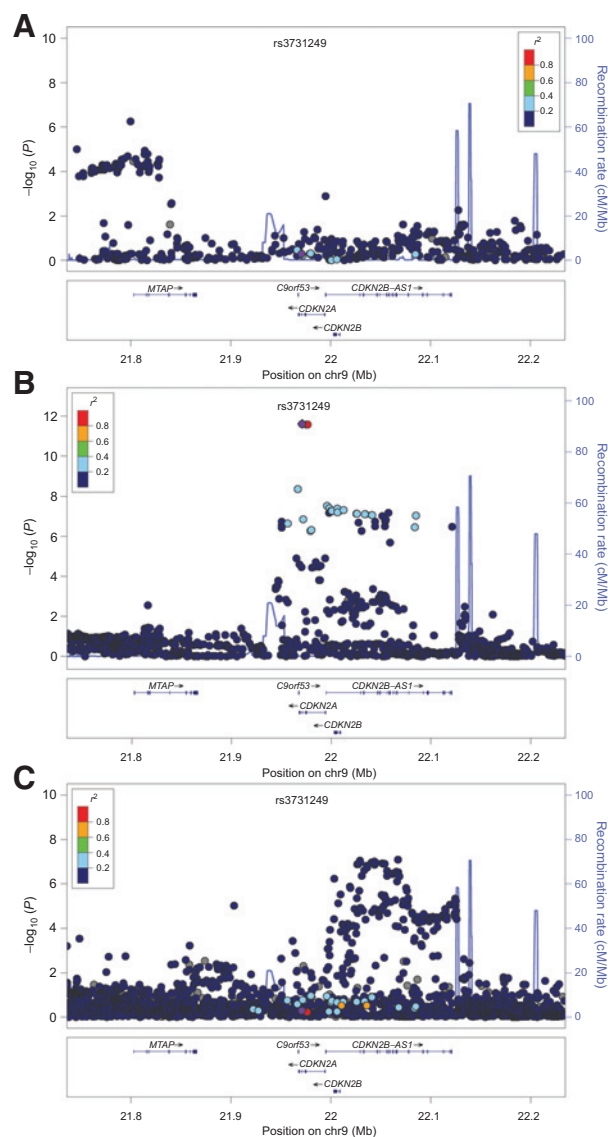 A
rs3731249
r²
0.8
0.6
0.4
0.2
10
8
6
4
2
0
–log₁₀ (P)
100
80
60
40
20
0
Recombination rate (cM/Mb)
MTAP→
C9orf53→
CDKN2B–AS1→
←CDKN2A
←CDKN2B
21.8 21.9 22 22.1 22.2
Position on chr9 (Mb)
B
rs3731249
r²
0.8
0.6
0.4
0.2
12
10
8
6
4
2
0
–log₁₀ (P)
100
80
60
40
20
0
Recombination rate (cM/Mb)
MTAP→
C9orf53→
CDKN2B–AS1→
←CDKN2A
←CDKN2B
21.8 21.9 22 22.1 22.2
Position on chr9 (Mb)
C
rs3731249
r²
0.8
0.6
0.4
0.2
10
8
6
4
2
0
–log₁₀ (P)
100
80
60
40
20
0
Recombination rate (cM/Mb)
MTAP→
C9orf53→
CDKN2B–AS1→
←CDKN2A
←CDKN2B
21.8 21.9 22 22.1 22.2
Position on chr9 (Mb)